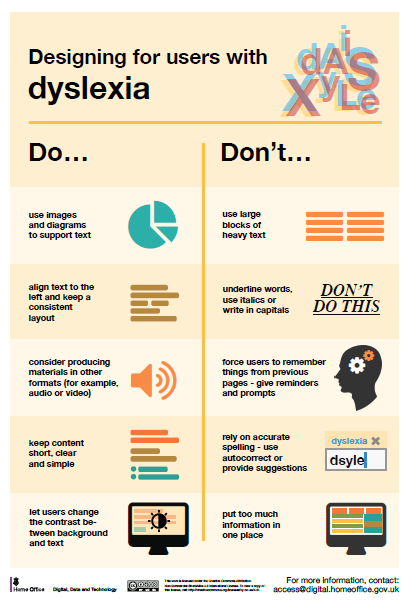 Designing for users with
dyslexia
dyslexia
Do...
Don't...
use images
and diagrams
to support text
use large
blocks of
heavy text
align text to the
left and keep a
consistent
layout
underline words,
use italics or
write in capitals
DON'T
DO THIS
consider producing
materials in other
formats (for example,
audio or video)
force users to remember
things from previous
pages - give reminders
and prompts
keep content
short, clear
and simple
rely on accurate
spelling - use
autocorrect or
provide suggestions
dyslexia
dsyle
let users change
the contrast be-
tween background
and text
put too much
information in
one place
Home Office
Digital, Data and Technology
For more information, contact:
access@digital.homeoffice.gov.uk